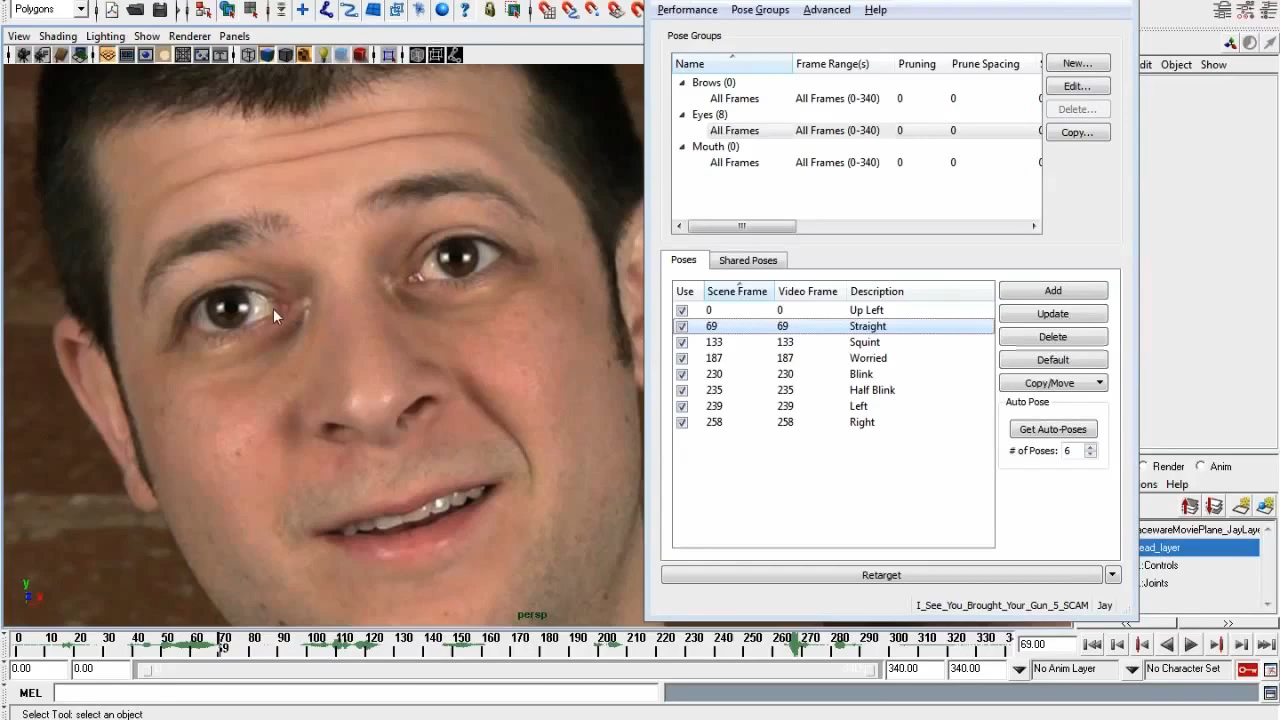 Polygons
Performance Pose Groups Advanced Help
View Shading Lighting Show Renderer Panels
Pose Groups
Name Frame Range(s) Pruning Prune Spacing
New...
Object Show
Brows (0)
Edit...
All Frames All Frames (0-340) 0 0
Delete...
Eyes (8)
All Frames All Frames (0-340) 0 0
Copy...
Mouth (0)
All Frames All Frames (0-340) 0 0
Poses Shared Poses
Use Scene Frame Video Frame Description
Add
0 0 Up Left
Update
69 69 Straight
Delete
133 133 Squint
187 187 Worried
Default
230 230 Blink
Copy/Move
235 235 Half Blink
Auto Pose
239 239 Left
258 258 Right
Get Auto-Poses
# of Poses: 6
Render Anim
Help
acewareMoviePlane_JayLaye
ead_layer
:Controls
:Joints
Retarget
I_See_You_Brought_Your_Gun_5_SCAM Jay
y
x
persp
0 10 20 30 40 50 60 70 80 90 100 110 120 130 140 150 160 170 180 190 200 210 220 230 240 250 260 270 280 290 300 310 320 330 3
69.00
0.00 0.00 340.00 340.00 No Anim Layer No Character Set
MEL
Select Tool: select an object